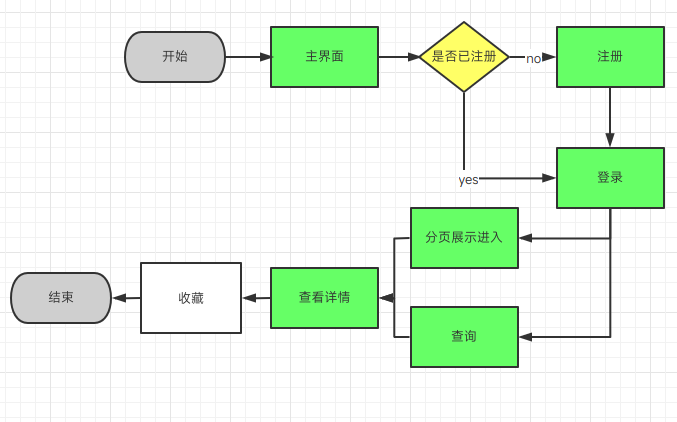 开始
主界面
是否已注册
no
注册
yes
登录
分页展示进入
结束
收藏
查看详情
查询